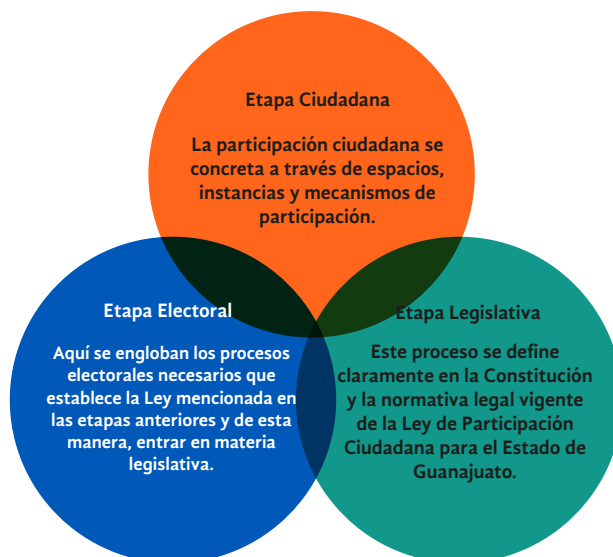 Etapa Ciudadana
La participación ciudadana se
concreta a través de espacios,
instancias y mecanismos de
participación.
Etapa Electoral
Aquí se engloban los procesos
electorales necesarios que
establece la Ley mencionada en
las etapas anteriores y de esta
manera, entrar en materia
legislativa.
Etapa Legislativa
Este proceso se define
claramente en la Constitución
y la normativa legal vigente
de la Ley de Participación
Ciudadana para el Estado de
Guanajuato.